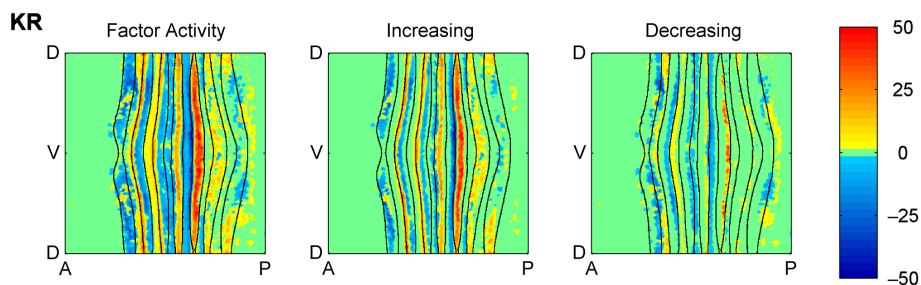 KR
Factor Activity Increasing Decreasing
D D D 50
25
V V V 0
−25
D D D
A P A P A P −50